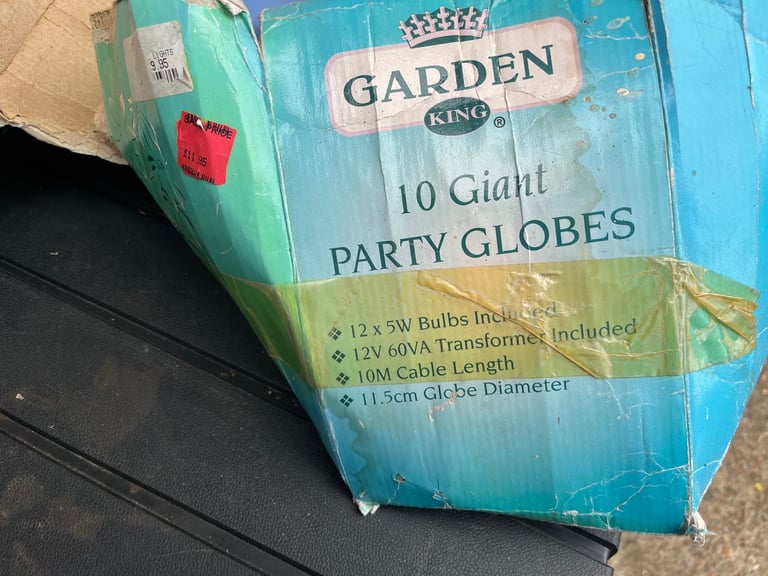 LIGHTS
9.95
£11.95
GARDEN
KING ®
10 Giant
PARTY GLOBES
❖ 12 x 5W Bulbs Included
❖ 12V 60VA Transformer Included
❖ 10M Cable Length
❖ 11.5cm Globe Diameter